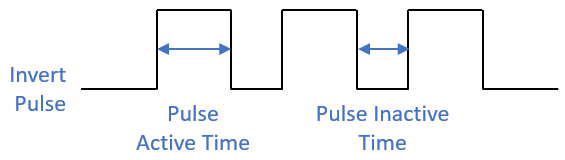 Invert
Pulse
Pulse
Active Time
Pulse Inactive
Time